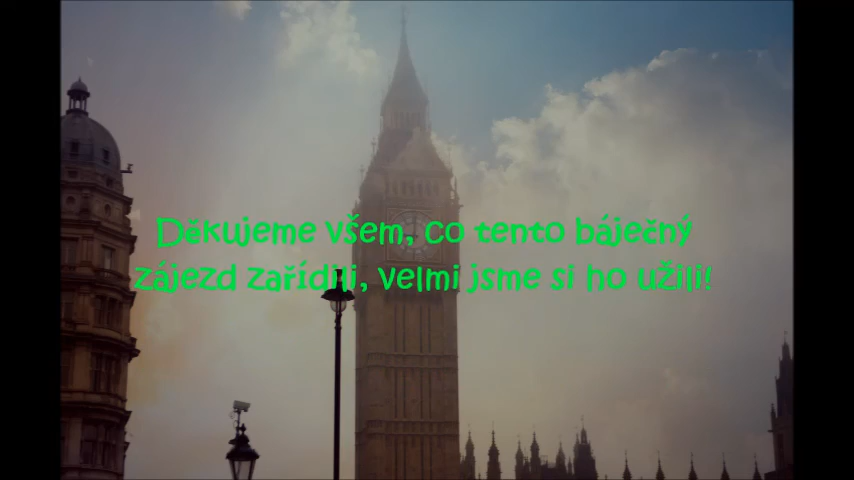 Děkujeme všem, co tento báječný
zájezd zařídili, velmi jsme si ho užili!